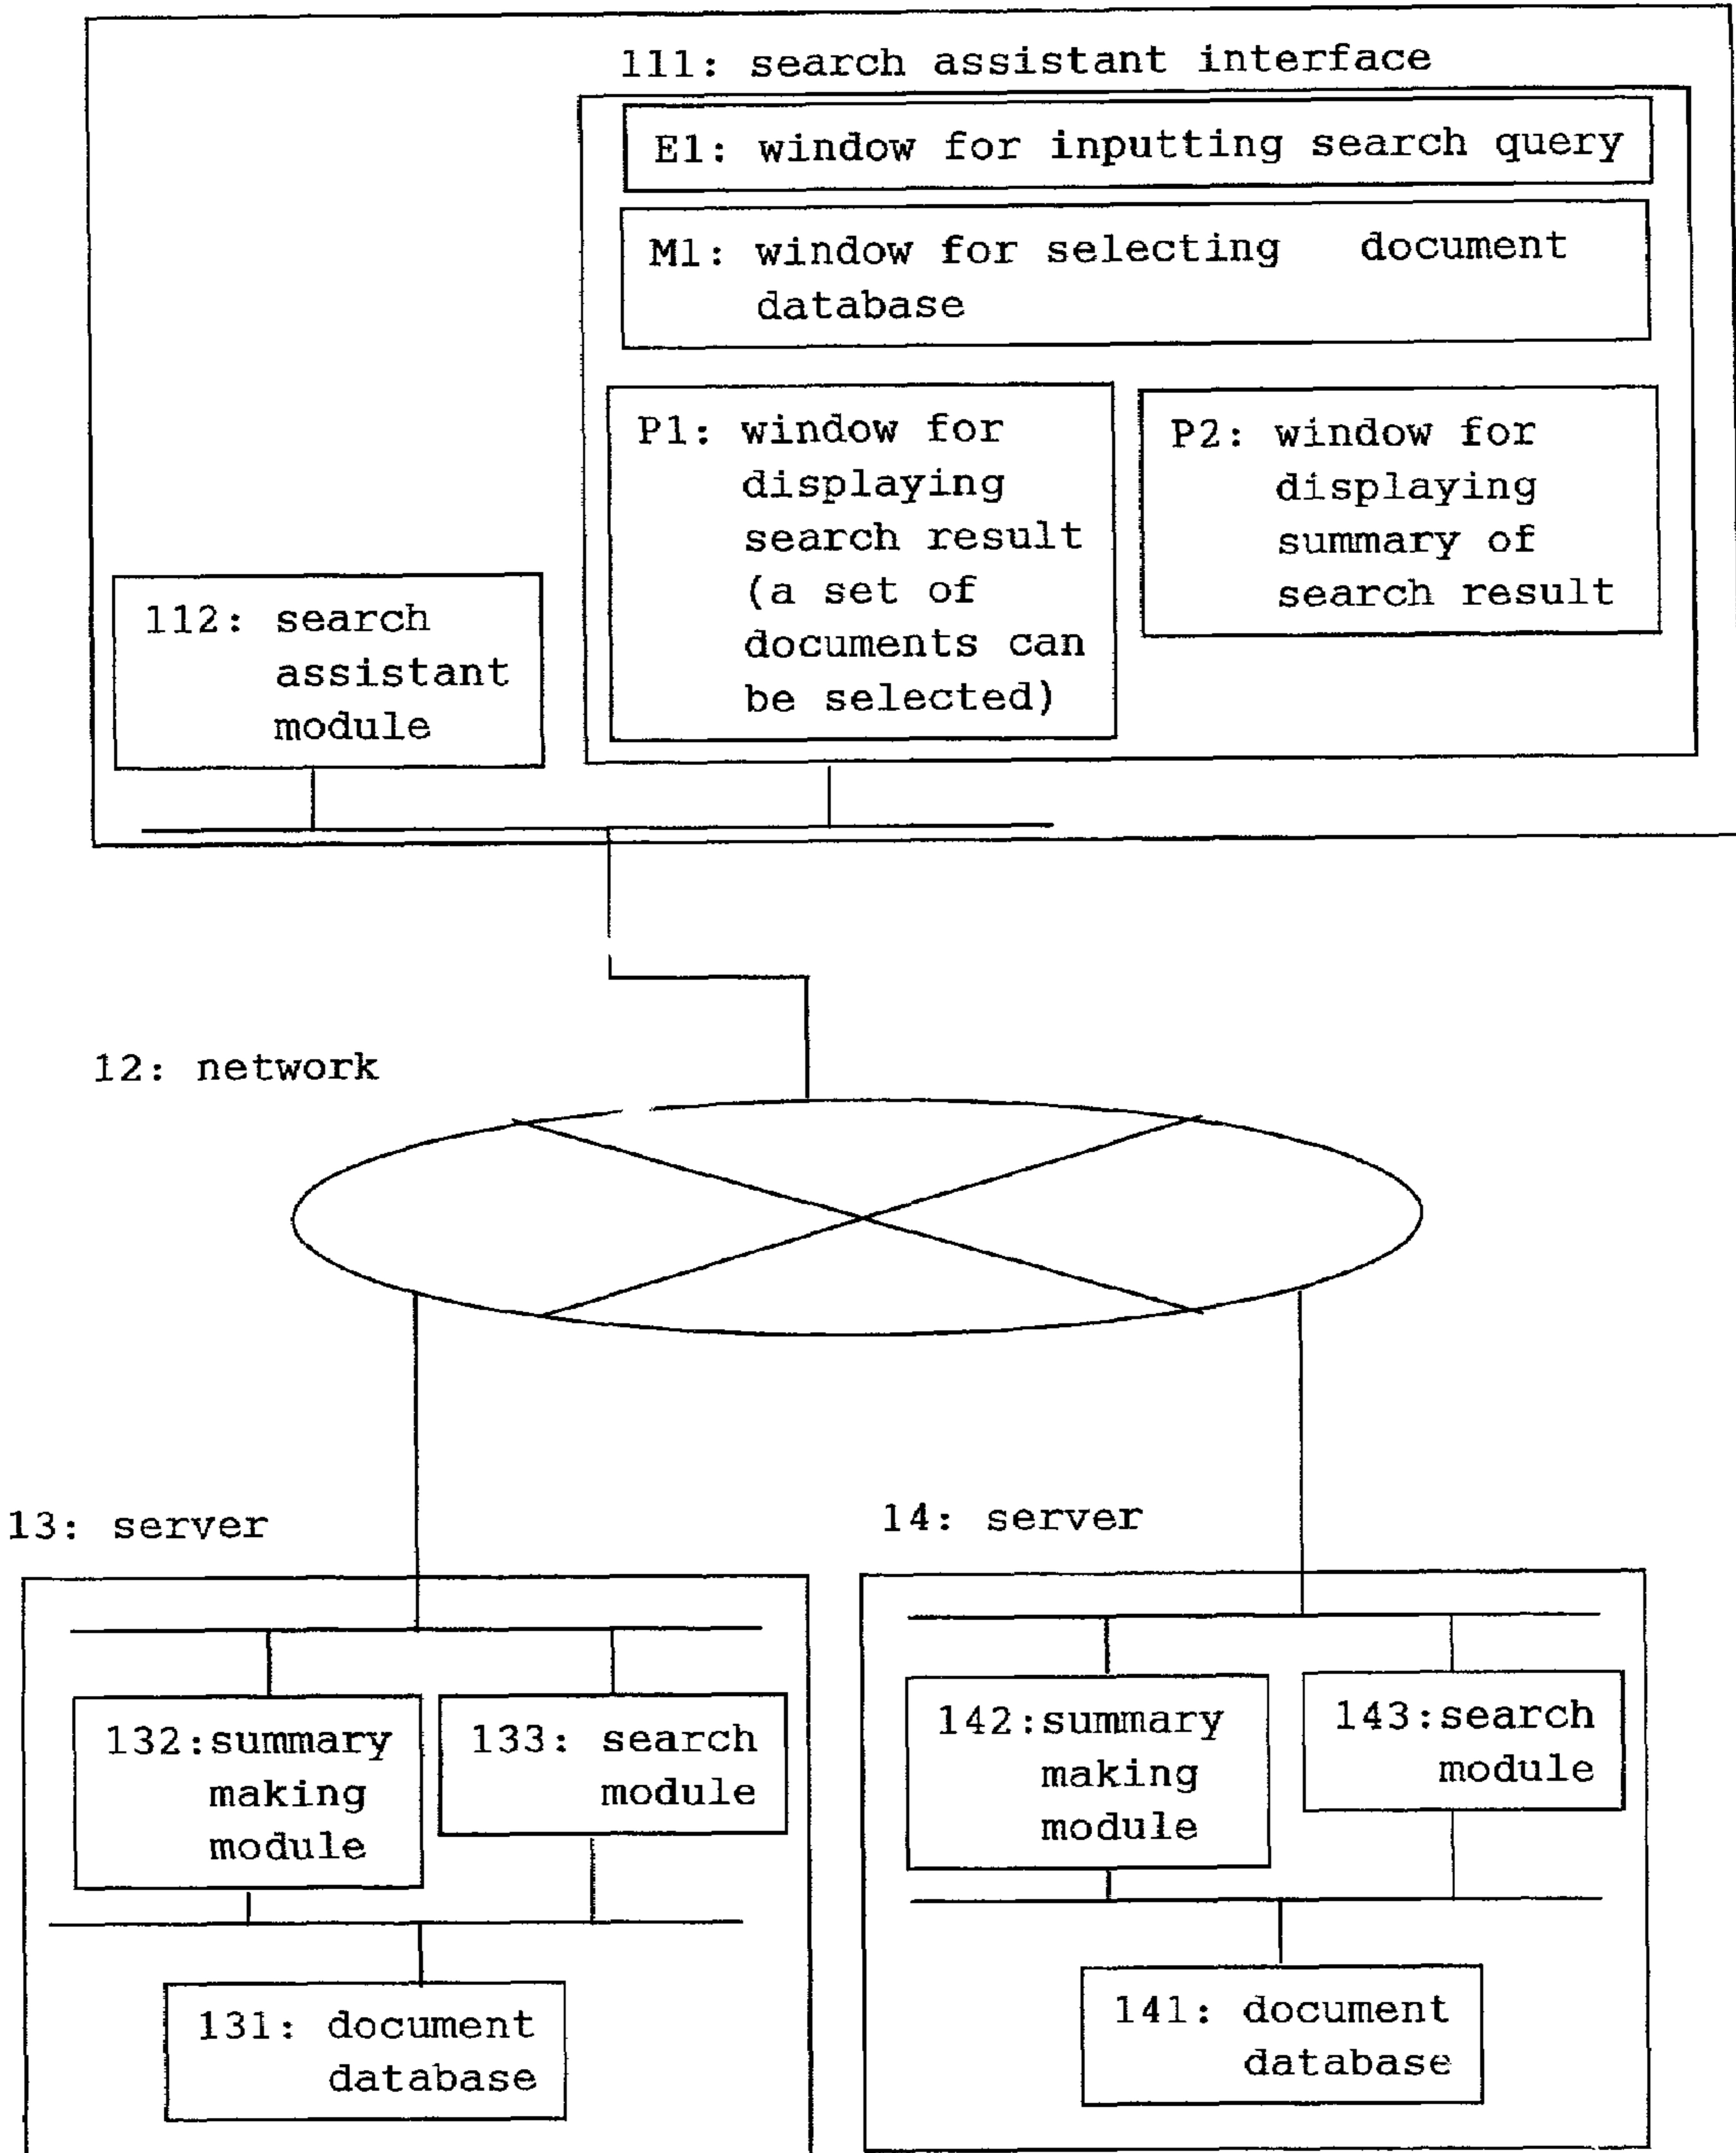 111: search assistant interface
E1: window for inputting search query
M1: window for selecting document
database
P1: window for
displaying
search result
(a set of
documents can
be selected)
P2: window for
displaying
summary of
search result
112: search
assistant
module
12: network
13: server
14: server
132:summary
making
module
133: search
module
142:summary
making
module
143:search
module
131: document
database
141: document
database